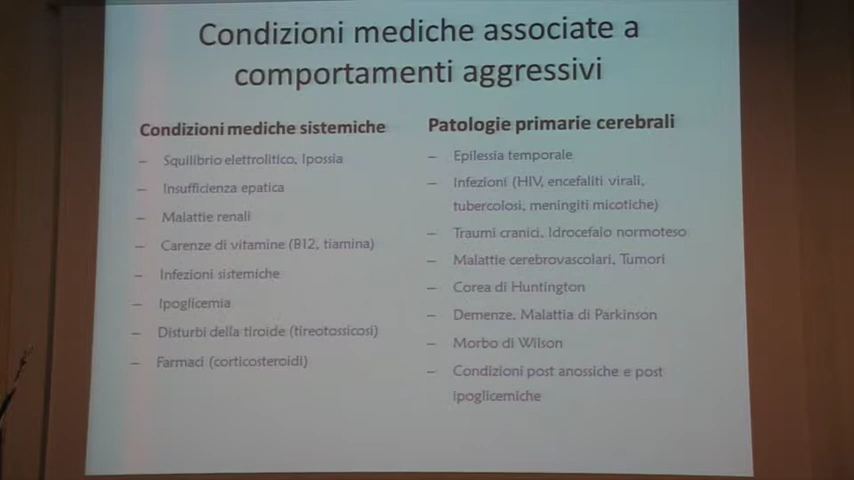 Condizioni mediche associate a
comportamenti aggressivi
Condizioni mediche sistemiche
– Squilibrio elettrolitico, Ipossia
– Insufficienza epatica
– Malattie renali
– Carenze di vitamine (B12, tiamina)
– Infezioni sistemiche
– Ipoglicemia
– Disturbi della tiroide (tireotossicosi)
– Farmaci (corticosteroidi)
Patologie primarie cerebrali
– Epilessia temporale
– Infezioni (HIV, encefaliti virali,
tubercolosi, meningiti micotiche)
– Traumi cranici, Idrocefalo normoteso
– Malattie cerebrovascolari, Tumori
– Corea di Huntington
– Demenze, Malattia di Parkinson
– Morbo di Wilson
– Condizioni post anossiche e post
ipoglicemiche